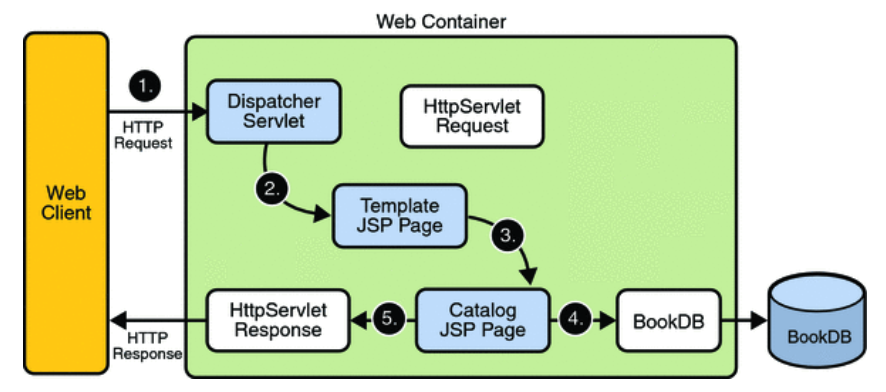 Web Container
1.
HTTP
Request
Dispatcher
Servlet
HttpServlet
Request
2.
Web
Client
Template
JSP Page
3.
HttpServlet
Response
5.
Catalog
JSP Page
4.
BookDB
BookDB
HTTP
Response